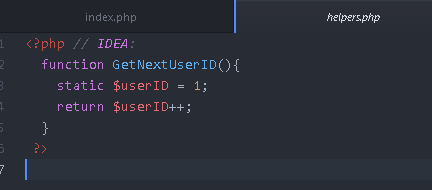 index.php
helpers.php
<?php // IDEA:
2 function GetNextUserID(){
3 static $userID = 1;
4 return $userID++;
5 }
6 ?>
7